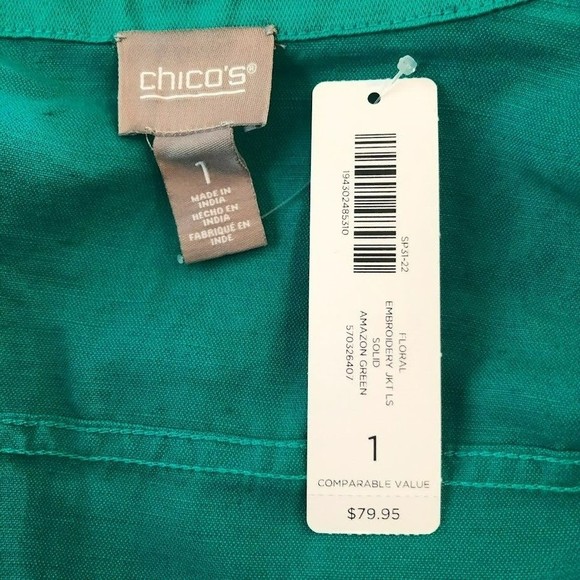 chico's®
1
MADE IN
INDIA
HECHO EN
INDIA
FABRIQUÉ EN
INDE
194302485310
SP31-22
FLORAL
EMBROIDERY JKT LS
SOLID
AMAZON GREEN
570326407
1
COMPARABLE VALUE
$79.95